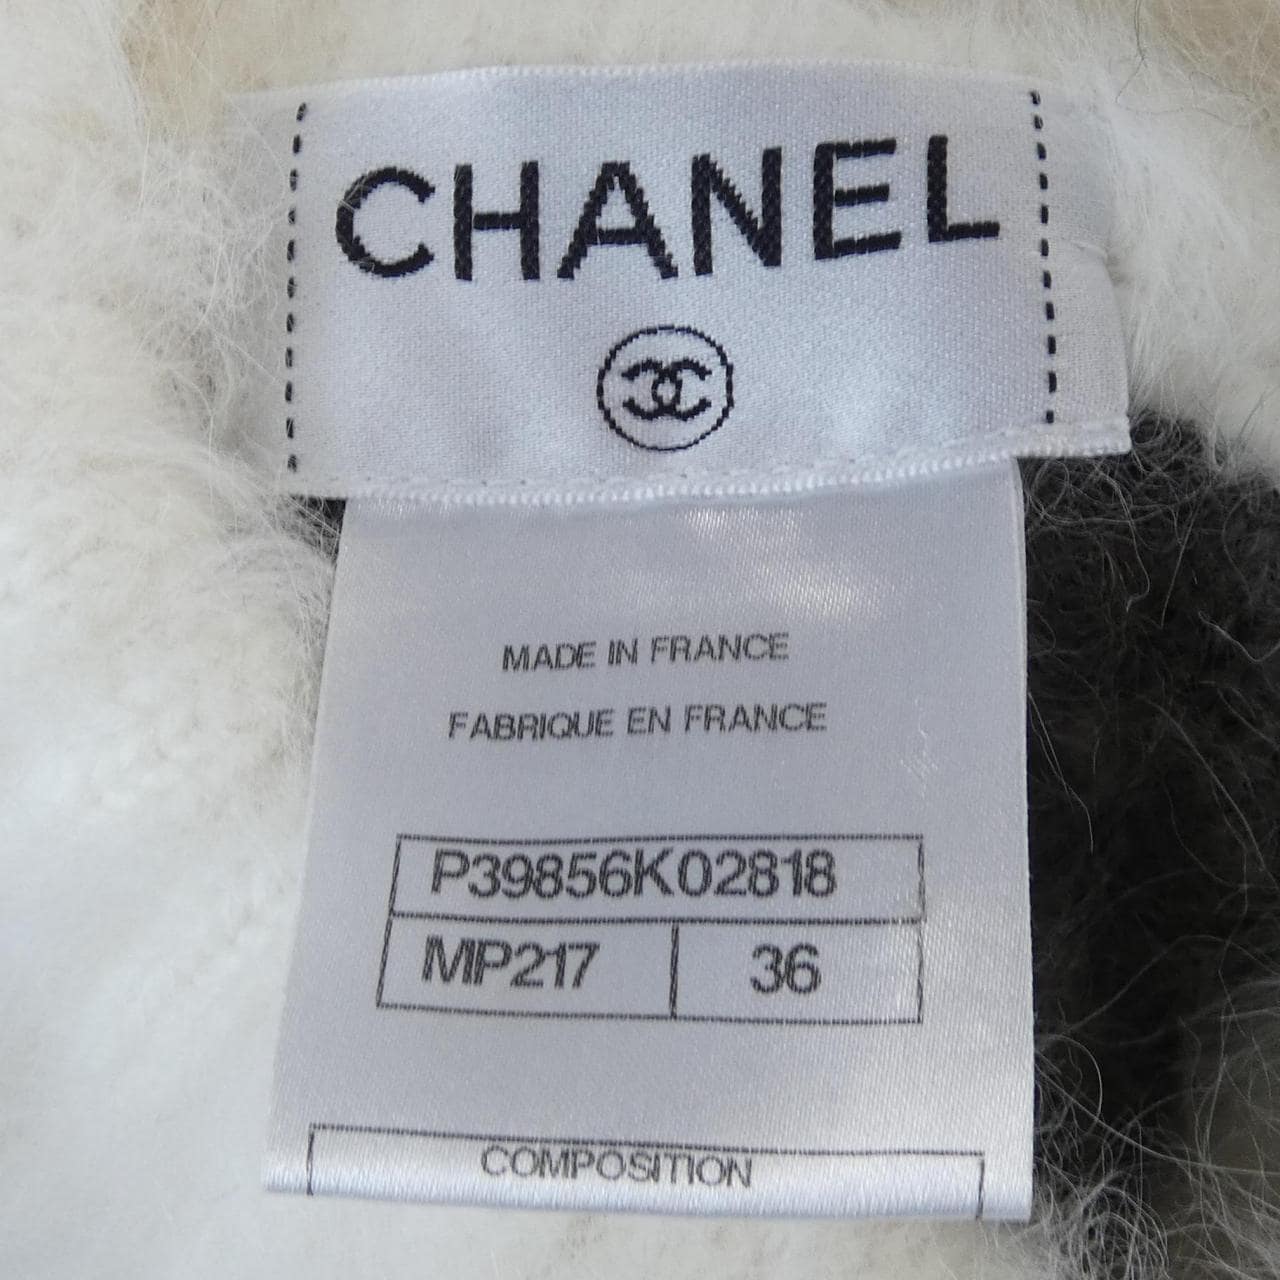 CHANEL
MADE IN FRANCE
FABRIQUE EN FRANCE
P39856K02818
MP217 36
COMPOSITION